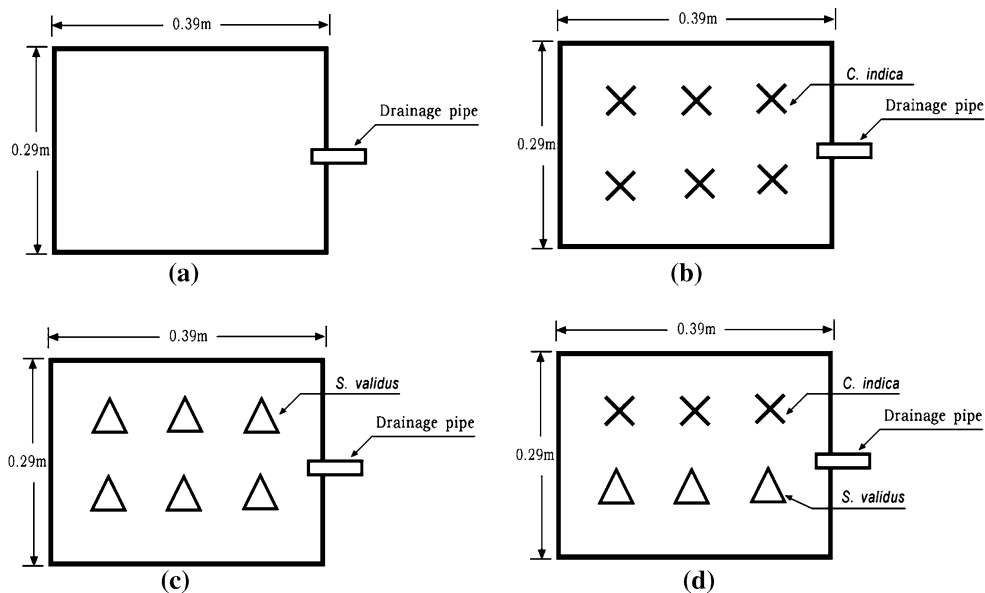 0.39m
Drainage pipe
0.29m
(a)
0.39m
C. indica
Drainage pipe
0.29m
(b)
0.39m
S. validus
Drainage pipe
0.29m
(c)
0.39m
C. indica
Drainage pipe
0.29m
S. validus
(d)